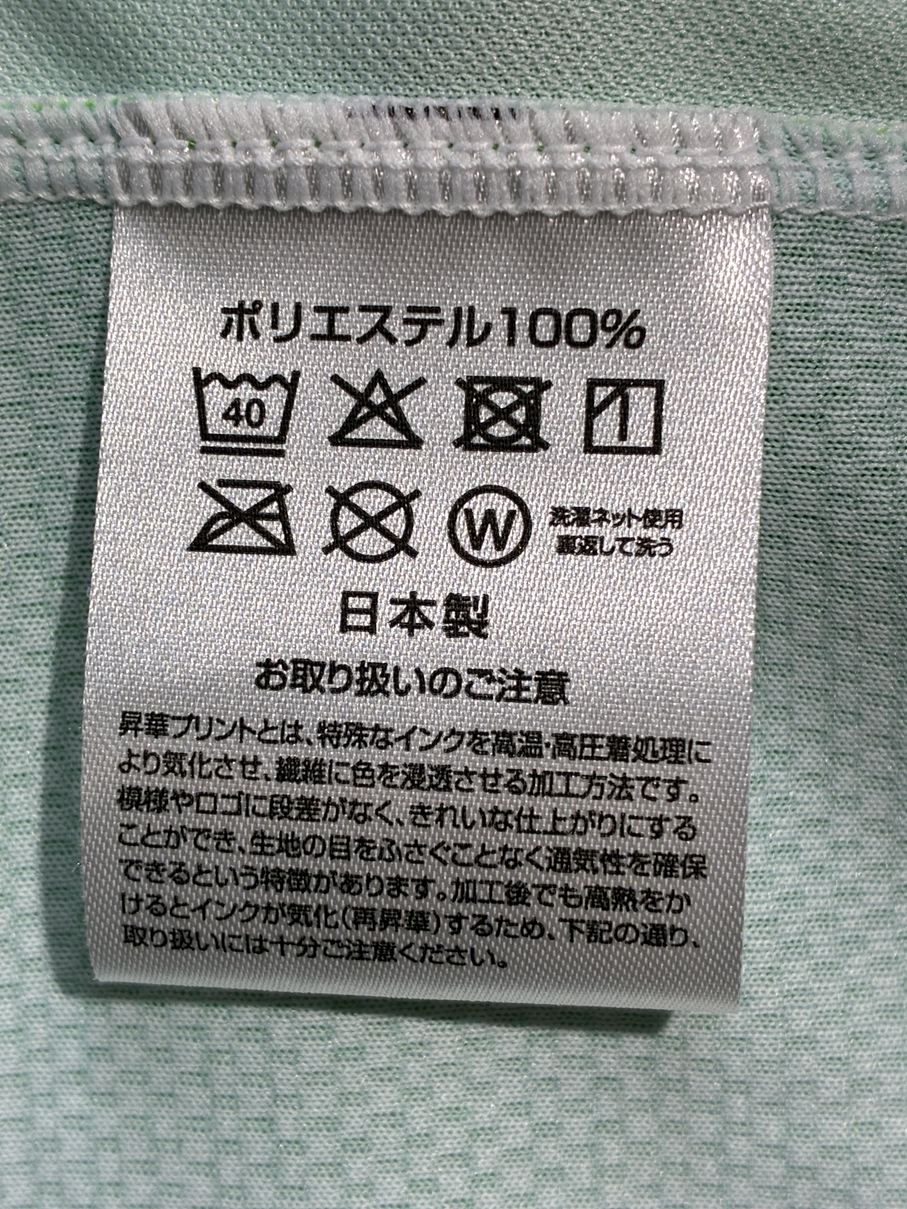 ポリエステル100%
40
W
洗濯ネット使用
裏返して洗う
日本製
お取り扱いのご注意
昇華プリントとは、特殊なインクを高温・高圧着処理に
より気化させ、繊維に色を浸透させる加工方法です。
模様やロゴに段差がなく、きれいな仕上がりにする
ことができ、生地の目をふさぐことなく通気性を確保
できるという特徴があります。加工後でも高熱をか
けるとインクが気化(再昇華)するため、下記の通り、
取り扱いには十分ご注意ください。